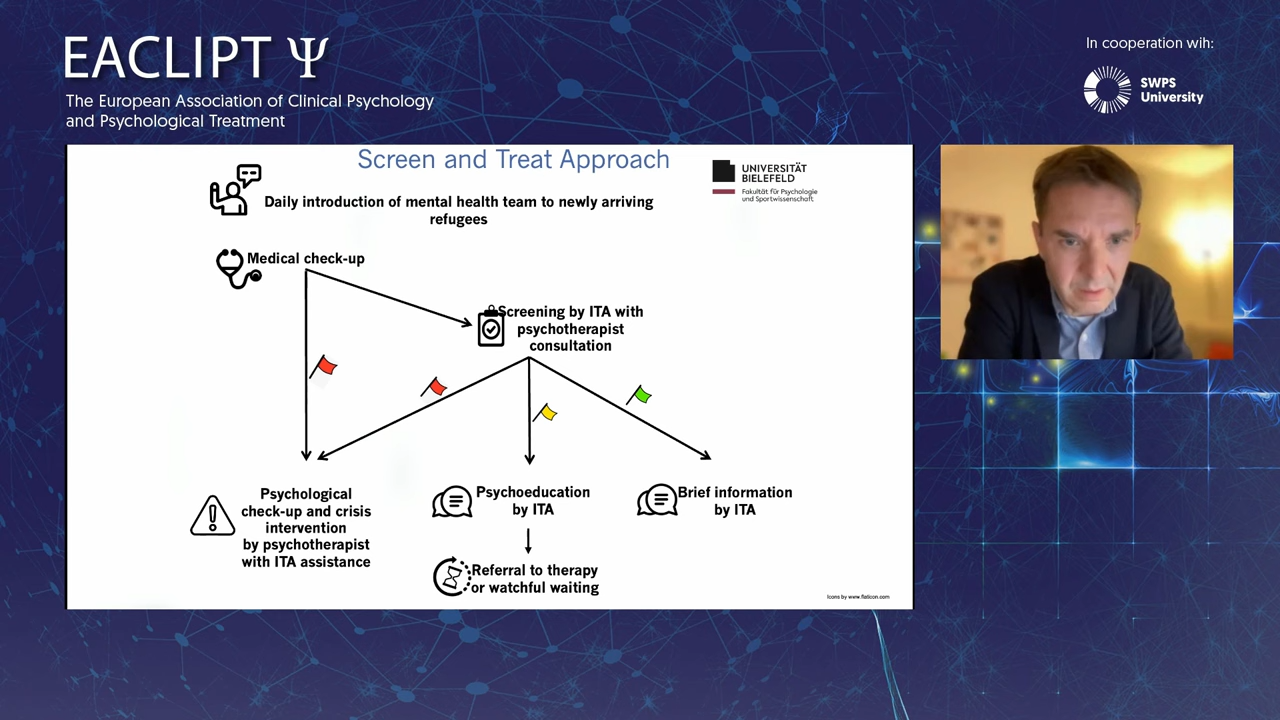 EACLIPT Ψ
The European Association of Clinical Psychology
and Psychological Treatment
In cooperation wih:
SWPS
University
Screen and Treat Approach
UNIVERSITÄT
BIELEFELD
Fakultät für Psychologie
und Sportwissenschaft
Daily introduction of mental health team to newly arriving
refugees
Medical check-up
Screening by ITA with
psychotherapist
consultation
Psychological
check-up and crisis
intervention
by psychotherapist
with ITA assistance
Psychoeducation
by ITA
Brief information
by ITA
Referral to therapy
or watchful waiting
Icons by www.flaticon.com